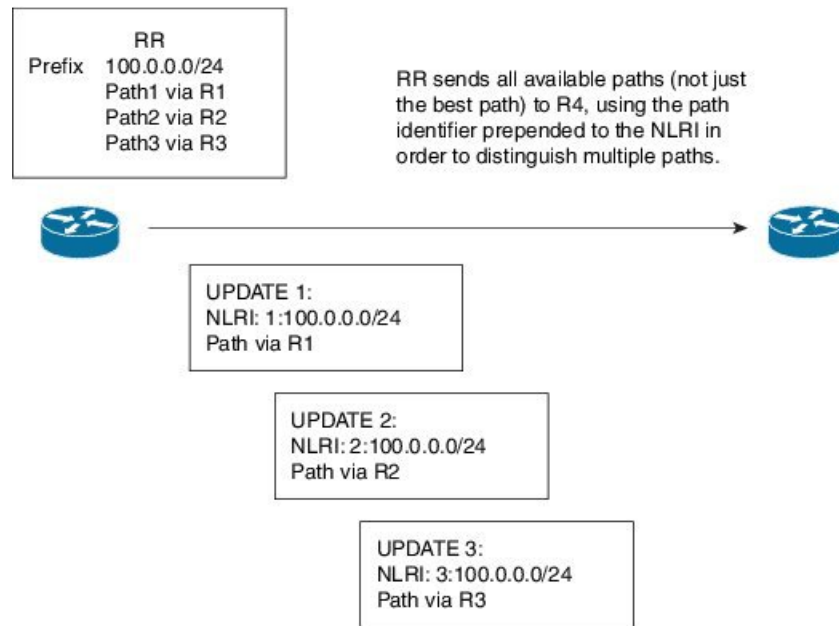 RR
Prefix 100.0.0.0/24
Path1 via R1
Path2 via R2
Path3 via R3
RR sends all available paths (not just
the best path) to R4, using the path
identifier prepended to the NLRI in
order to distinguish multiple paths.
UPDATE 1:
NLRI: 1:100.0.0.0/24
Path via R1
UPDATE 2:
NLRI: 2:100.0.0.0/24
Path via R2
UPDATE 3:
NLRI: 3:100.0.0.0/24
Path via R3